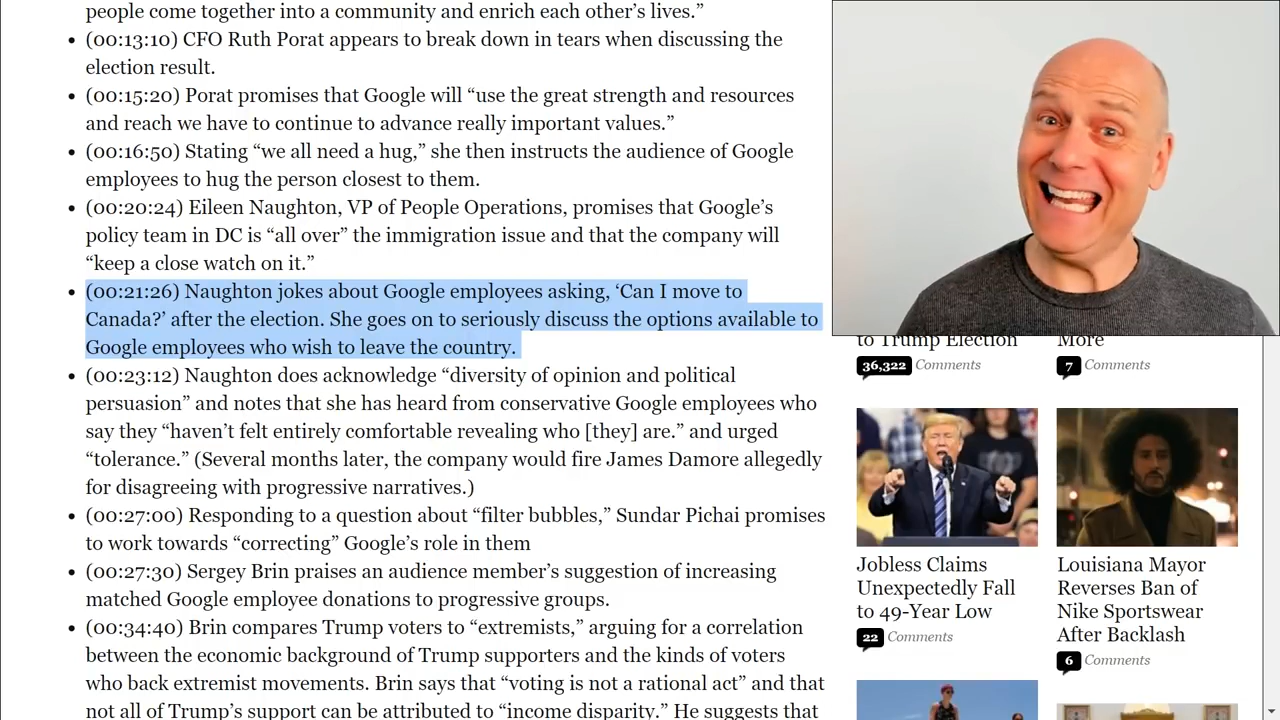 people come together into a community and enrich each other’s lives.”
(00:13:10) CFO Ruth Porat appears to break down in tears when discussing the
election result.
(00:15:20) Porat promises that Google will “use the great strength and resources
and reach we have to continue to advance really important values.”
(00:16:50) Stating “we all need a hug,” she then instructs the audience of Google
employees to hug the person closest to them.
(00:20:24) Eileen Naughton, VP of People Operations, promises that Google’s
policy team in DC is “all over” the immigration issue and that the company will
“keep a close watch on it.”
(00:21:26) Naughton jokes about Google employees asking, ‘Can I move to
Canada?’ after the election. She goes on to seriously discuss the options available to
Google employees who wish to leave the country.
(00:23:12) Naughton does acknowledge “diversity of opinion and political
persuasion” and notes that she has heard from conservative Google employees who
say they “haven’t felt entirely comfortable revealing who [they] are.” and urged
“tolerance.” (Several months later, the company would fire James Damore allegedly
for disagreeing with progressive narratives.)
(00:27:00) Responding to a question about “filter bubbles,” Sundar Pichai promises
to work towards “correcting” Google’s role in them
(00:27:30) Sergey Brin praises an audience member’s suggestion of increasing
matched Google employee donations to progressive groups.
(00:34:40) Brin compares Trump voters to “extremists,” arguing for a correlation
between the economic background of Trump supporters and the kinds of voters
who back extremist movements. Brin says that “voting is not a rational act” and that
not all of Trump’s support can be attributed to “income disparity.” He suggests that
to Trump Election
36,322 Comments
More
7 Comments
Jobless Claims
Unexpectedly Fall
to 49-Year Low
22 Comments
Louisiana Mayor
Reverses Ban of
Nike Sportswear
After Backlash
6 Comments